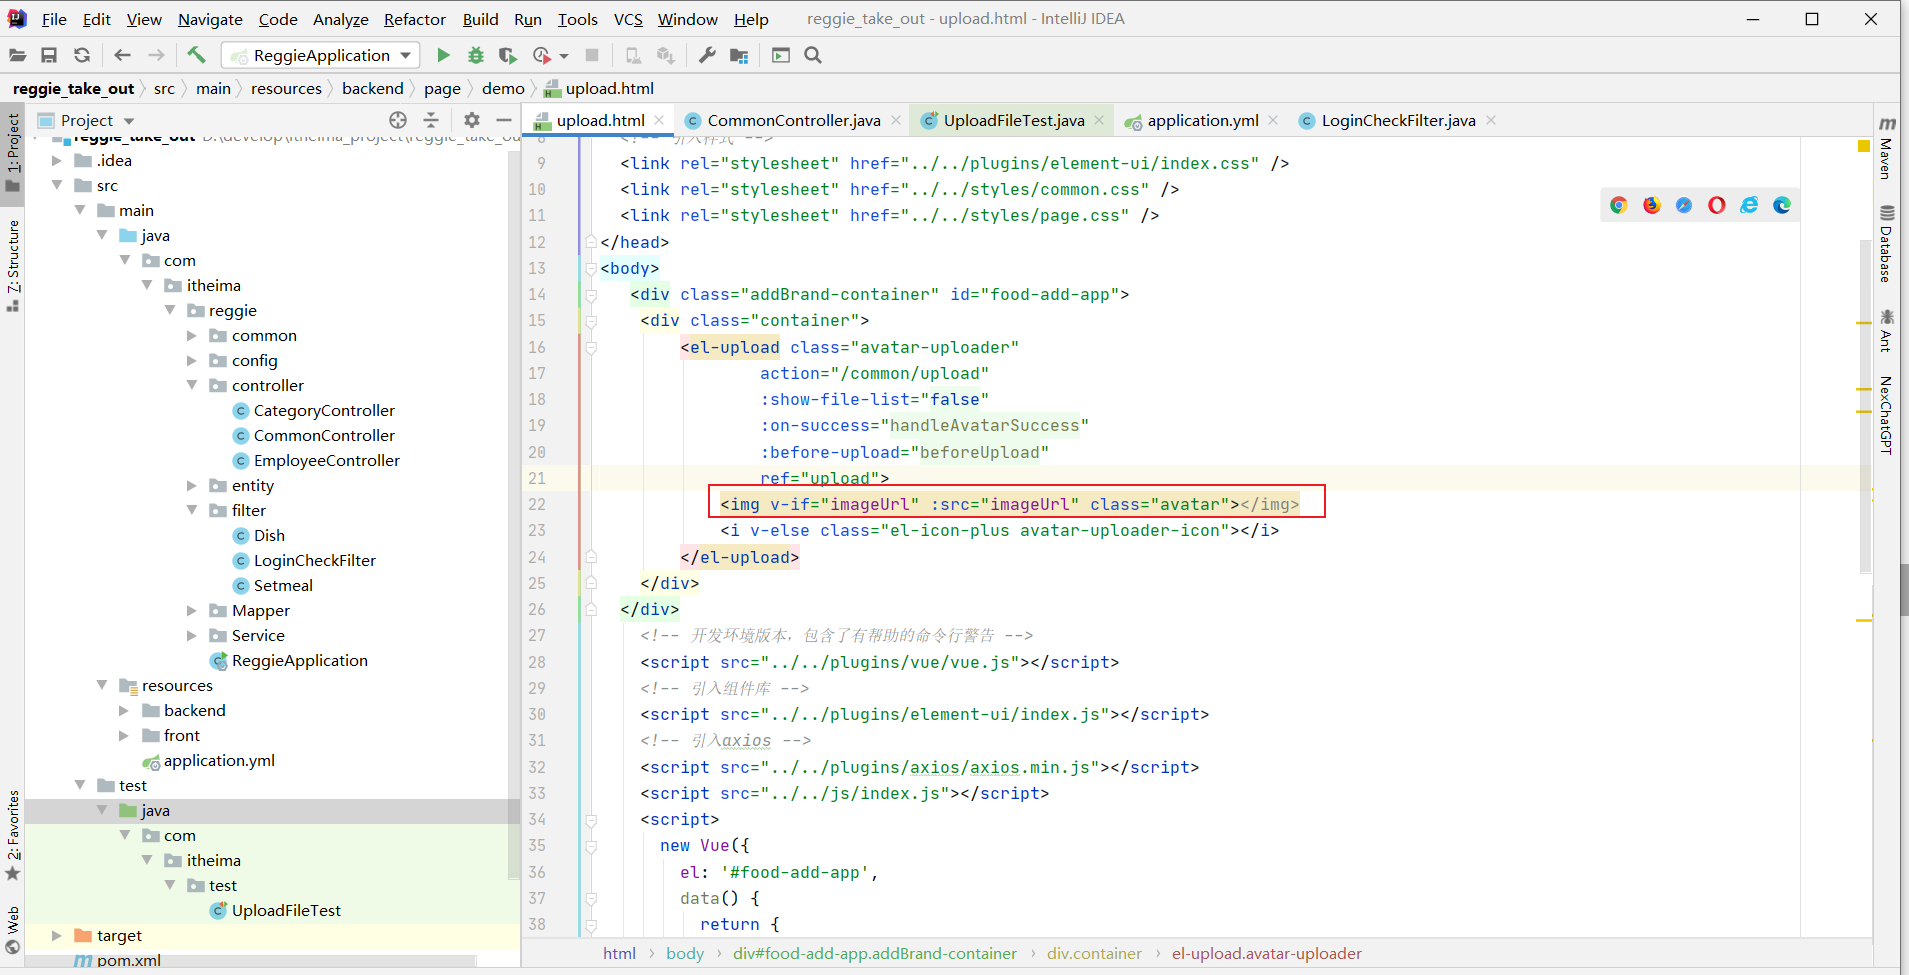 File Edit View Navigate Code Analyze Refactor Build Run Tools VCS Window Help reggie_take_out - upload.html - IntelliJ IDEA
ReggieApplication
reggie_take_out src main resources backend page demo upload.html
Project
upload.html CommonController.java UploadFileTest.java application.yml LoginCheckFilter.java
1: Project
Z: Structure
2: Favorites
Web
reggie_take_out D:\develop\itheima_project\reggie_take_ou
.idea
src
main
java
com
itheima
reggie
common
config
controller
CategoryController
CommonController
EmployeeController
entity
filter
Dish
LoginCheckFilter
Setmeal
Mapper
Service
ReggieApplication
resources
backend
front
application.yml
test
java
com
itheima
test
UploadFileTest
target
pom.xml
8 <!-- 引入样式 -->
9 <link rel="stylesheet" href="../../plugins/element-ui/index.css" />
10 <link rel="stylesheet" href="../../styles/common.css" />
11 <link rel="stylesheet" href="../../styles/page.css" />
12 </head>
13 <body>
14 <div class="addBrand-container" id="food-add-app">
15 <div class="container">
16 <el-upload class="avatar-uploader"
17 action="/common/upload"
18 :show-file-list="false"
19 :on-success="handleAvatarSuccess"
20 :before-upload="beforeUpload"
21 ref="upload">
22 <img v-if="imageUrl" :src="imageUrl" class="avatar"></img>
23 <i v-else class="el-icon-plus avatar-uploader-icon"></i>
24 </el-upload>
25 </div>
26 </div>
27 <!-- 开发环境版本，包含了有帮助的命令行警告 -->
28 <script src="../../plugins/vue/vue.js"></script>
29 <!-- 引入组件库 -->
30 <script src="../../plugins/element-ui/index.js"></script>
31 <!-- 引入axios -->
32 <script src="../../plugins/axios/axios.min.js"></script>
33 <script src="../../js/index.js"></script>
34 <script>
35 new Vue({
36 el: '#food-add-app',
37 data() {
38 return {
html body div#food-add-app.addBrand-container div.container el-upload.avatar-uploader
Maven
Database
Ant
NexChatGPT